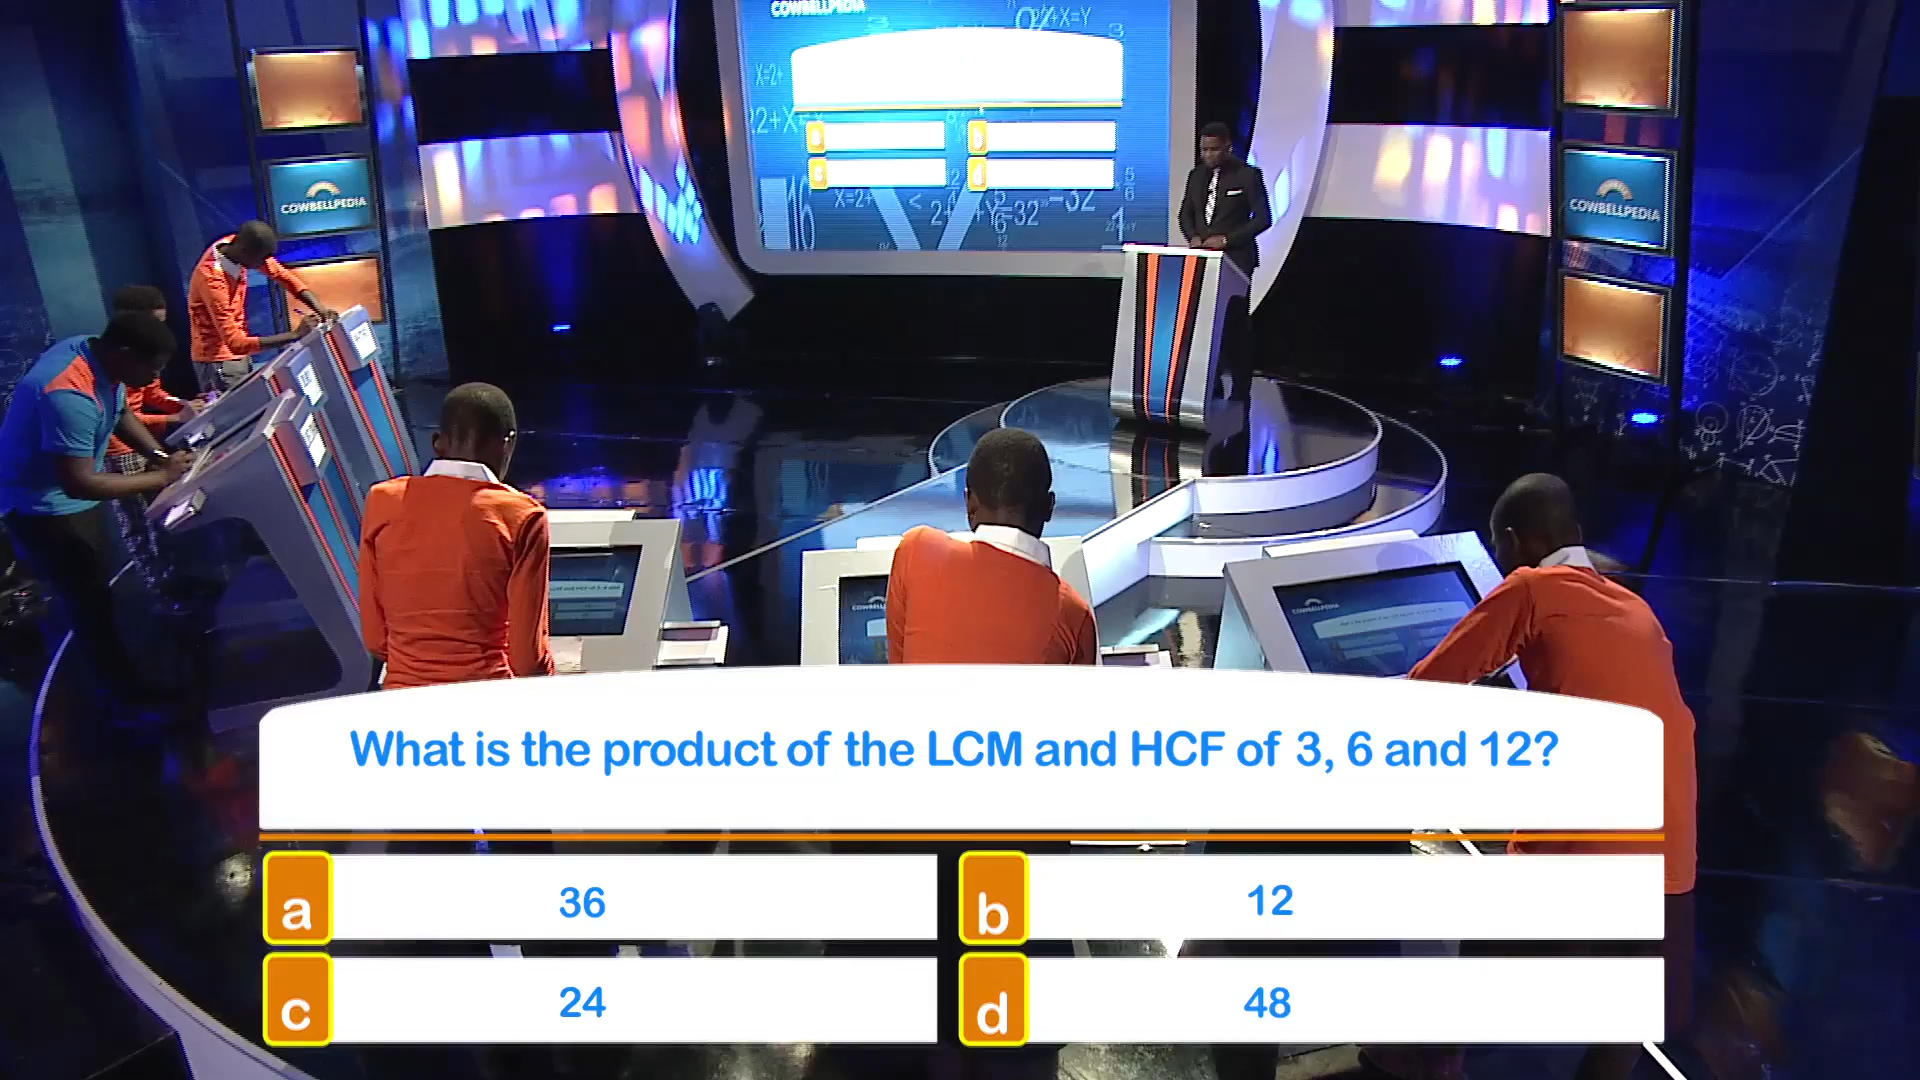 COWBELLPEDIA
COWBELLPEDIA
COWBELLPEDIA
What is the product of the LCM and HCF of 3, 6 and 12?
a 36
b 12
c 24
d 48